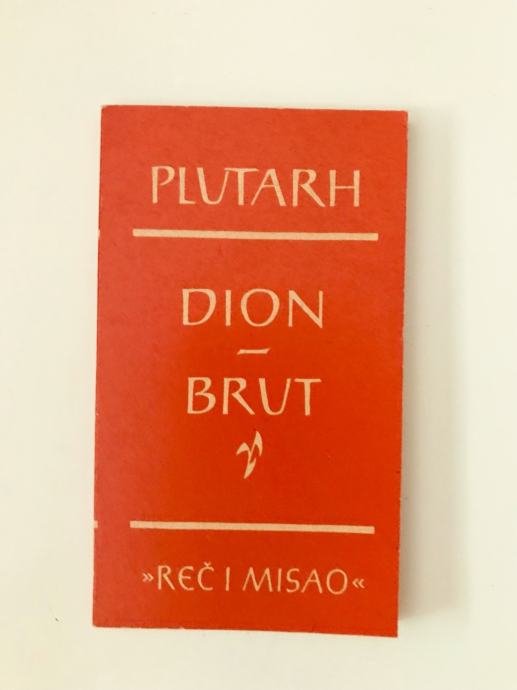 PLUTARH
DION
–
BRUT
»REČ I MISAO«